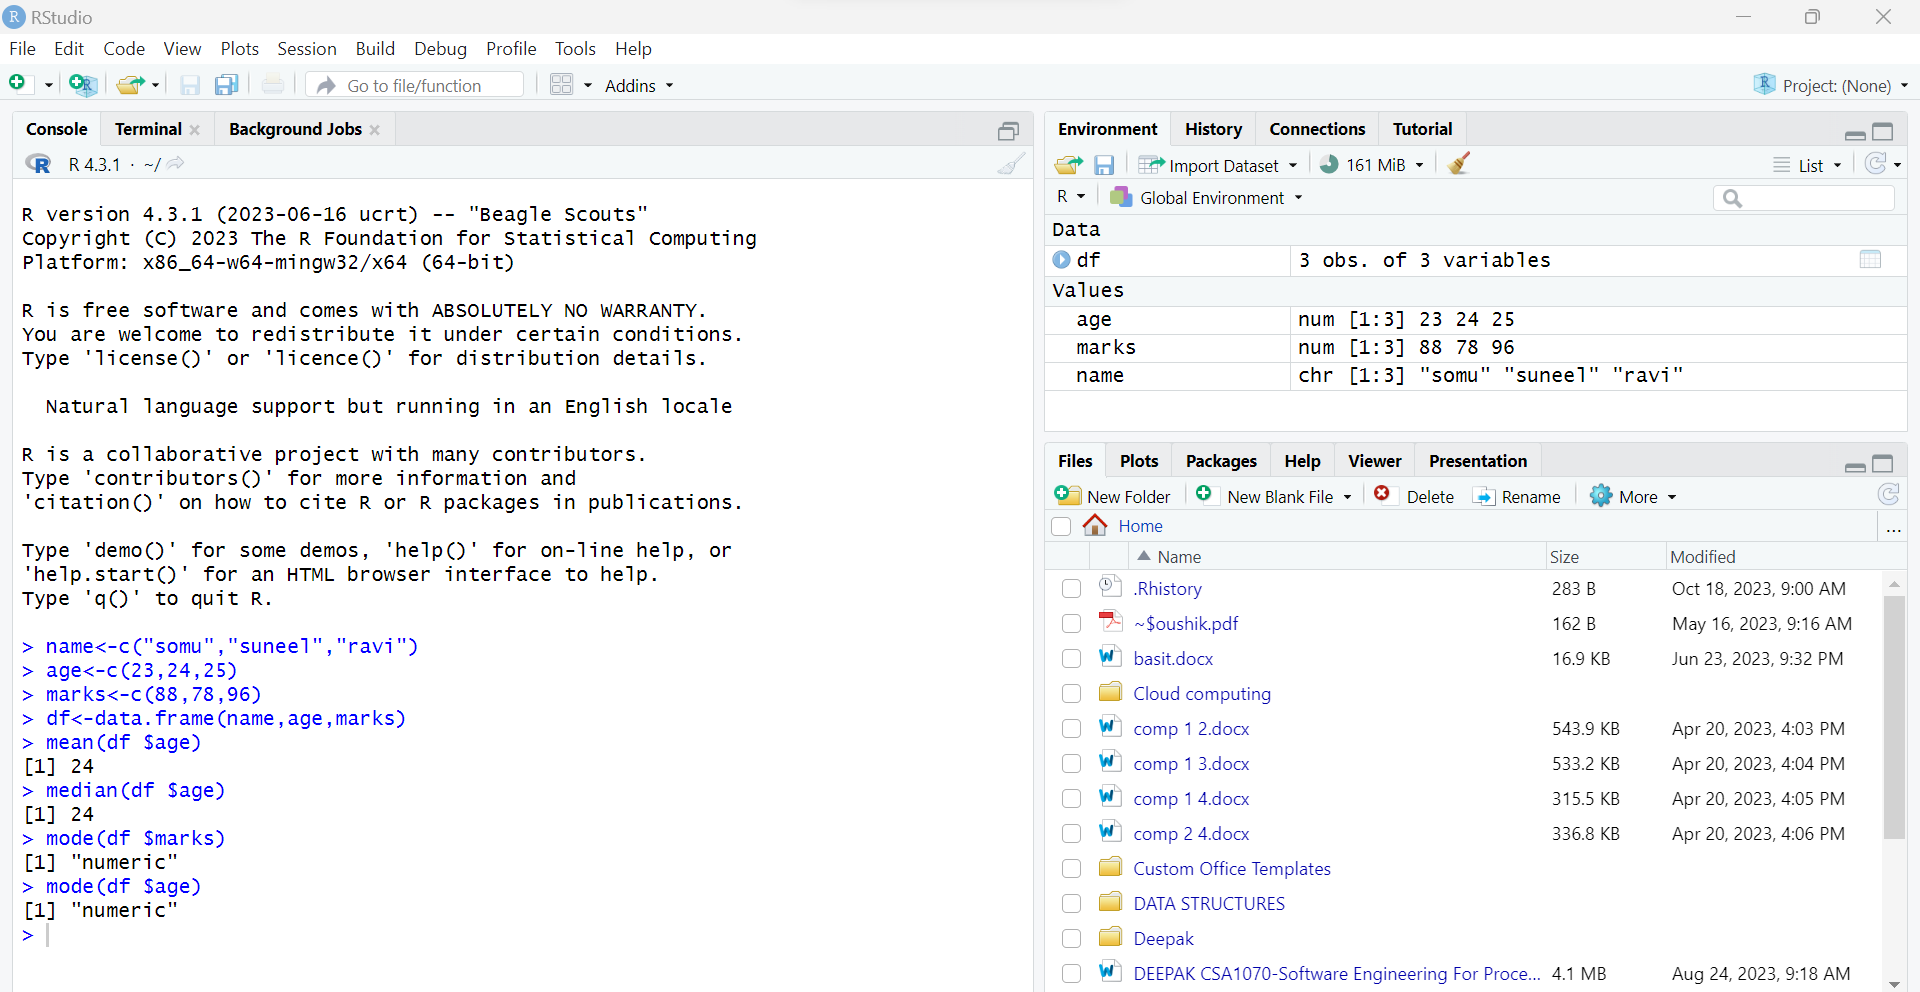 RStudio
File Edit Code View Plots Session Build Debug Profile Tools Help
Go to file/function Addins Project: (None)
Console Terminal Background Jobs
R 4.3.1 · ~/
R version 4.3.1 (2023-06-16 ucrt) -- "Beagle Scouts"
Copyright (C) 2023 The R Foundation for Statistical Computing
Platform: x86_64-w64-mingw32/x64 (64-bit)
R is free software and comes with ABSOLUTELY NO WARRANTY.
You are welcome to redistribute it under certain conditions.
Type 'license()' or 'licence()' for distribution details.
Natural language support but running in an English locale
R is a collaborative project with many contributors.
Type 'contributors()' for more information and
'citation()' on how to cite R or R packages in publications.
Type 'demo()' for some demos, 'help()' for on-line help, or
'help.start()' for an HTML browser interface to help.
Type 'q()' to quit R.
> name<-c("somu","suneel","ravi")
> age<-c(23,24,25)
> marks<-c(88,78,96)
> df<-data.frame(name,age,marks)
> mean(df $age)
[1] 24
> median(df $age)
[1] 24
> mode(df $marks)
[1] "numeric"
> mode(df $age)
[1] "numeric"
>
Environment History Connections Tutorial
Import Dataset 161 MiB List
R Global Environment
Data
df 3 obs. of 3 variables
Values
age num [1:3] 23 24 25
marks num [1:3] 88 78 96
name chr [1:3] "somu" "suneel" "ravi"
Files Plots Packages Help Viewer Presentation
New Folder New Blank File Delete Rename More
Home ...
Name Size Modified
.Rhistory 283 B Oct 18, 2023, 9:00 AM
~$oushik.pdf 162 B May 16, 2023, 9:16 AM
basit.docx 16.9 KB Jun 23, 2023, 9:32 PM
Cloud computing
comp 1 2.docx 543.9 KB Apr 20, 2023, 4:03 PM
comp 1 3.docx 533.2 KB Apr 20, 2023, 4:04 PM
comp 1 4.docx 315.5 KB Apr 20, 2023, 4:05 PM
comp 2 4.docx 336.8 KB Apr 20, 2023, 4:06 PM
Custom Office Templates
DATA STRUCTURES
Deepak
DEEPAK CSA1070-Software Engineering For Proce... 4.1 MB Aug 24, 2023, 9:18 AM